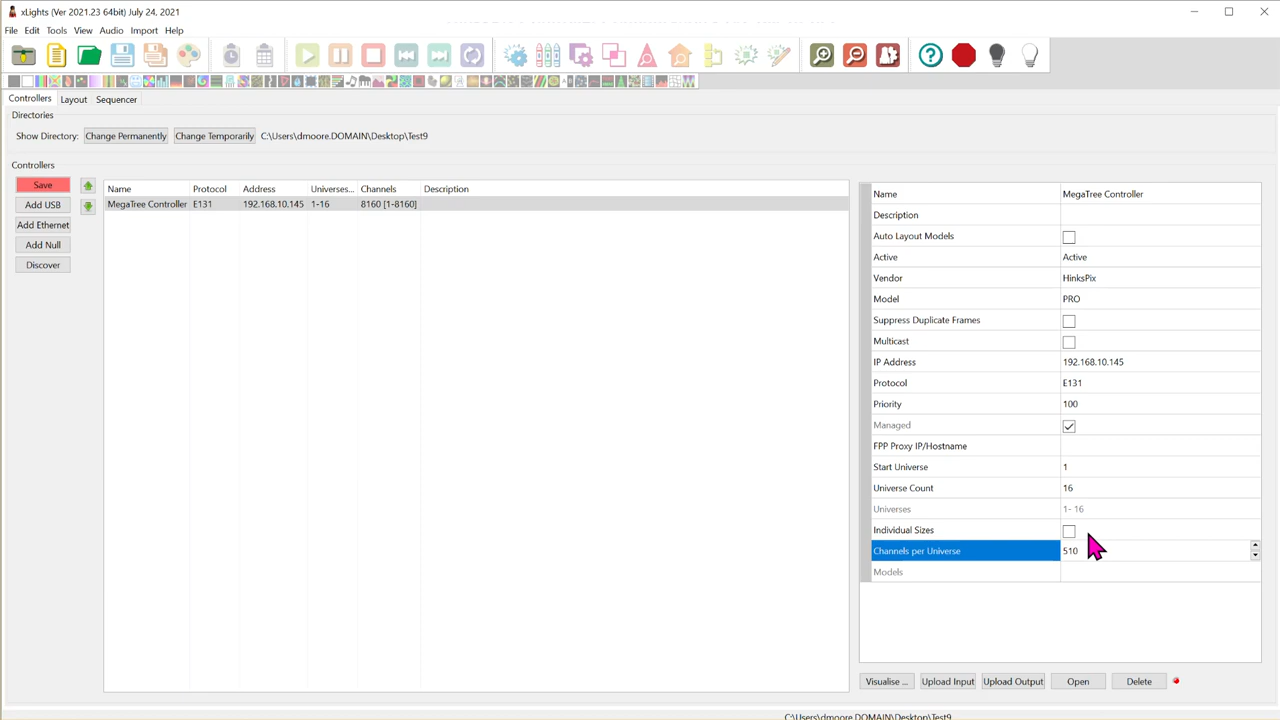 xLights (Ver 2021.23 64bit) July 24, 2021
File Edit Tools View Audio Import Help
Controllers Layout Sequencer
Directories
Show Directory: Change Permanently Change Temporarily C:\Users\dmoore.DOMAIN\Desktop\Test9
Controllers
Save
Add USB
Add Ethernet
Add Null
Discover
Name Protocol Address Universes... Channels Description
MegaTree Controller E131 192.168.10.145 1-16 8160 [1-8160]
Name MegaTree Controller
Description
Auto Layout Models
Active Active
Vendor HinksPix
Model PRO
Suppress Duplicate Frames
Multicast
IP Address 192.168.10.145
Protocol E131
Priority 100
Managed
FPP Proxy IP/Hostname
Start Universe 1
Universe Count 16
Universes 1- 16
Individual Sizes
Channels per Universe 510
Models
Visualise ... Upload Input Upload Output Open Delete
C:\Users\dmoore.DOMAIN\Desktop\Test9